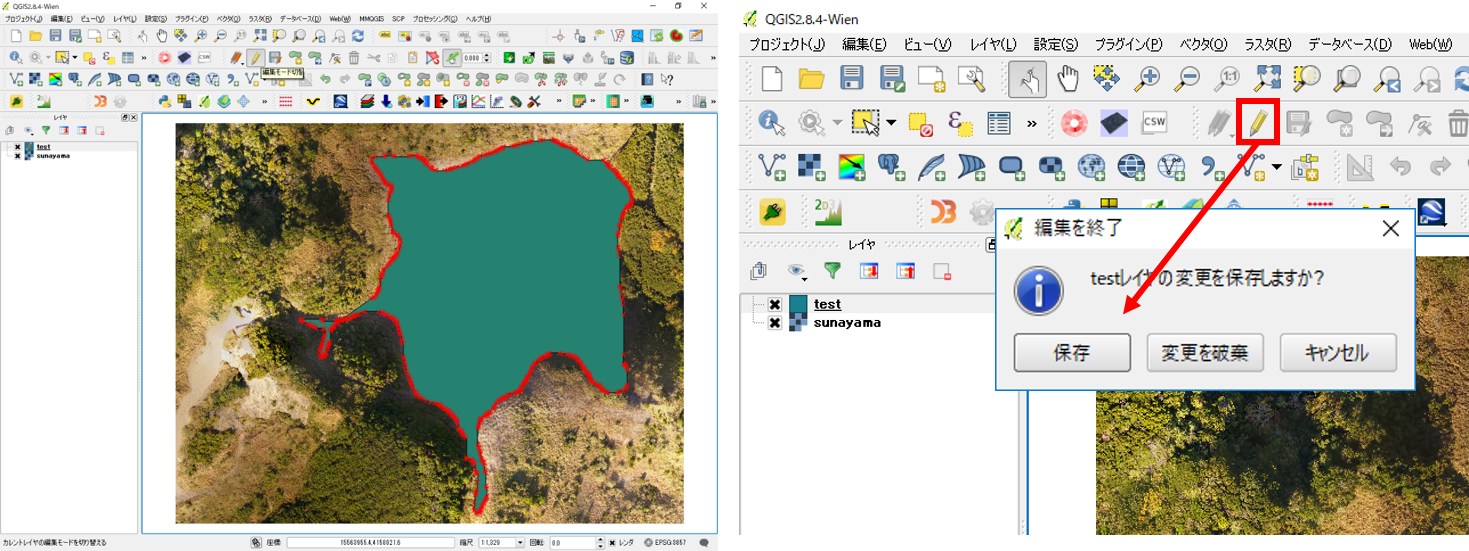 QGIS2.8.4-Wien
プロジェクト(J) 編集(E) ビュー(V) レイヤ(L) 設定(S) プラグイン(P) ベクタ(O) ラスタ(R) データベース(D) Web(W) MMQGIS SCP プロセッシング(C) ヘルプ(H)
CSW
0.000
編集モード切替
レイヤ
test
sunayama
カレントレイヤの編集モードを切り替える
座標 15563955.4,4158021.6 縮尺 1:1,329 回転: 0.0 レンダ EPSG:3857
QGIS2.8.4-Wien
プロジェクト(J) 編集(E) ビュー(V) レイヤ(L) 設定(S) プラグイン(P) ベクタ(O) ラスタ(R) データベース(D) Web(W)
1:1
CSW
レイヤ
test
sunayama
編集を終了
testレイヤの変更を保存しますか?
保存 変更を破棄 キャンセル